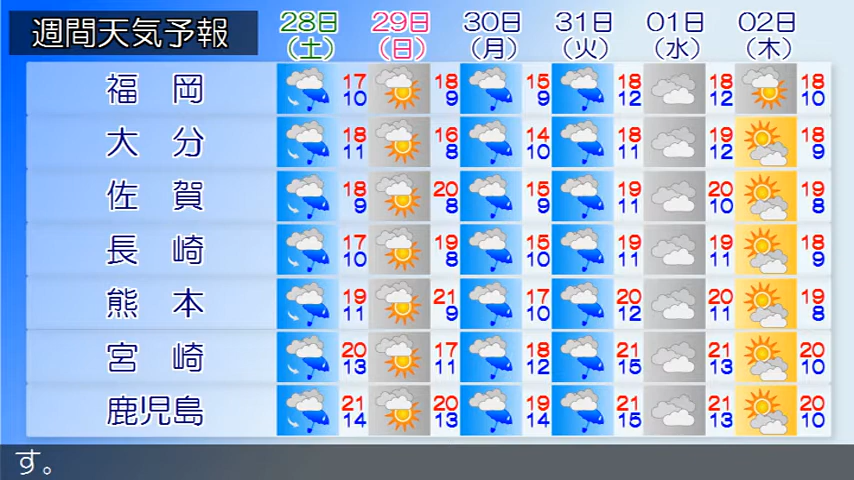 週間天気予報 28日 29日 30日 31日 01日 02日
(土) (日) (月) (火) (水) (木)
福岡 17 18 15 18 18 18
10 9 9 12 12 10
大分 18 16 14 18 19 18
11 8 10 11 12 9
佐賀 18 20 15 19 20 19
9 8 9 11 10 8
長崎 17 19 15 19 19 18
10 8 10 11 11 9
熊本 19 21 17 20 20 19
11 9 10 12 11 8
宮崎 20 17 18 21 21 20
13 11 12 15 13 10
鹿児島 21 20 19 21 21 20
14 13 14 15 13 10
す。